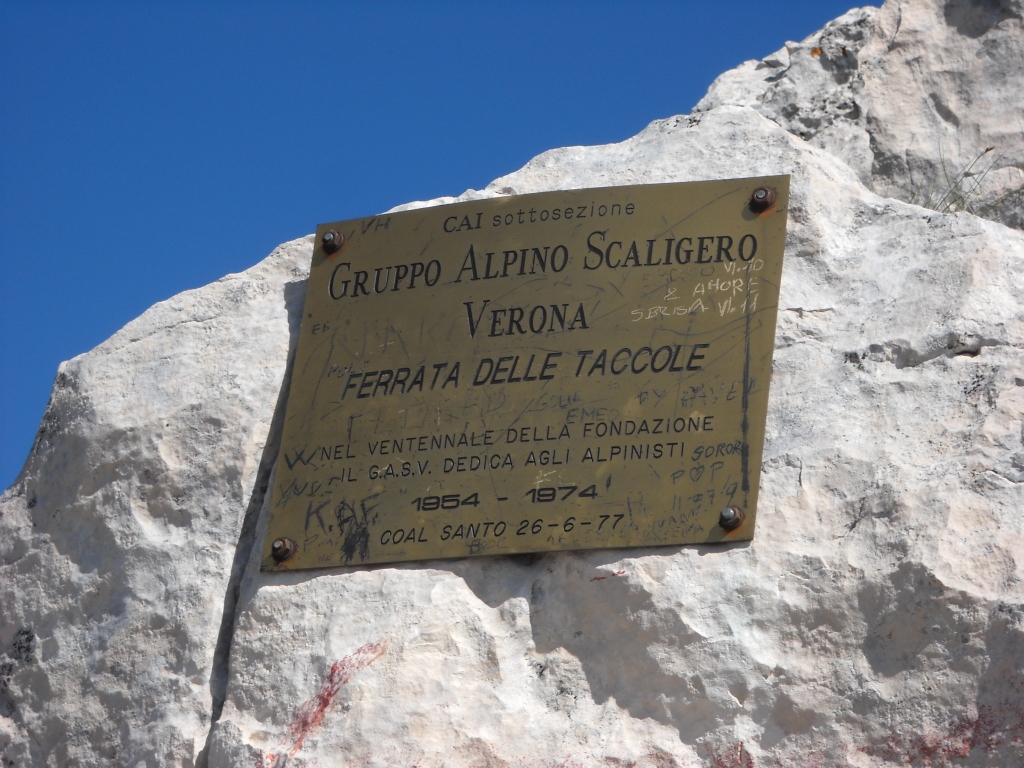 CAI sottosezione
GRUPPO ALPINO SCALIGERO
VERONA
FERRATA DELLE TACCOLE
NEL VENTENNALE DELLA FONDAZIONE
IL G.A.S.V. DEDICA AGLI ALPINISTI
1954 - 1974
COAL SANTO 26-6-77